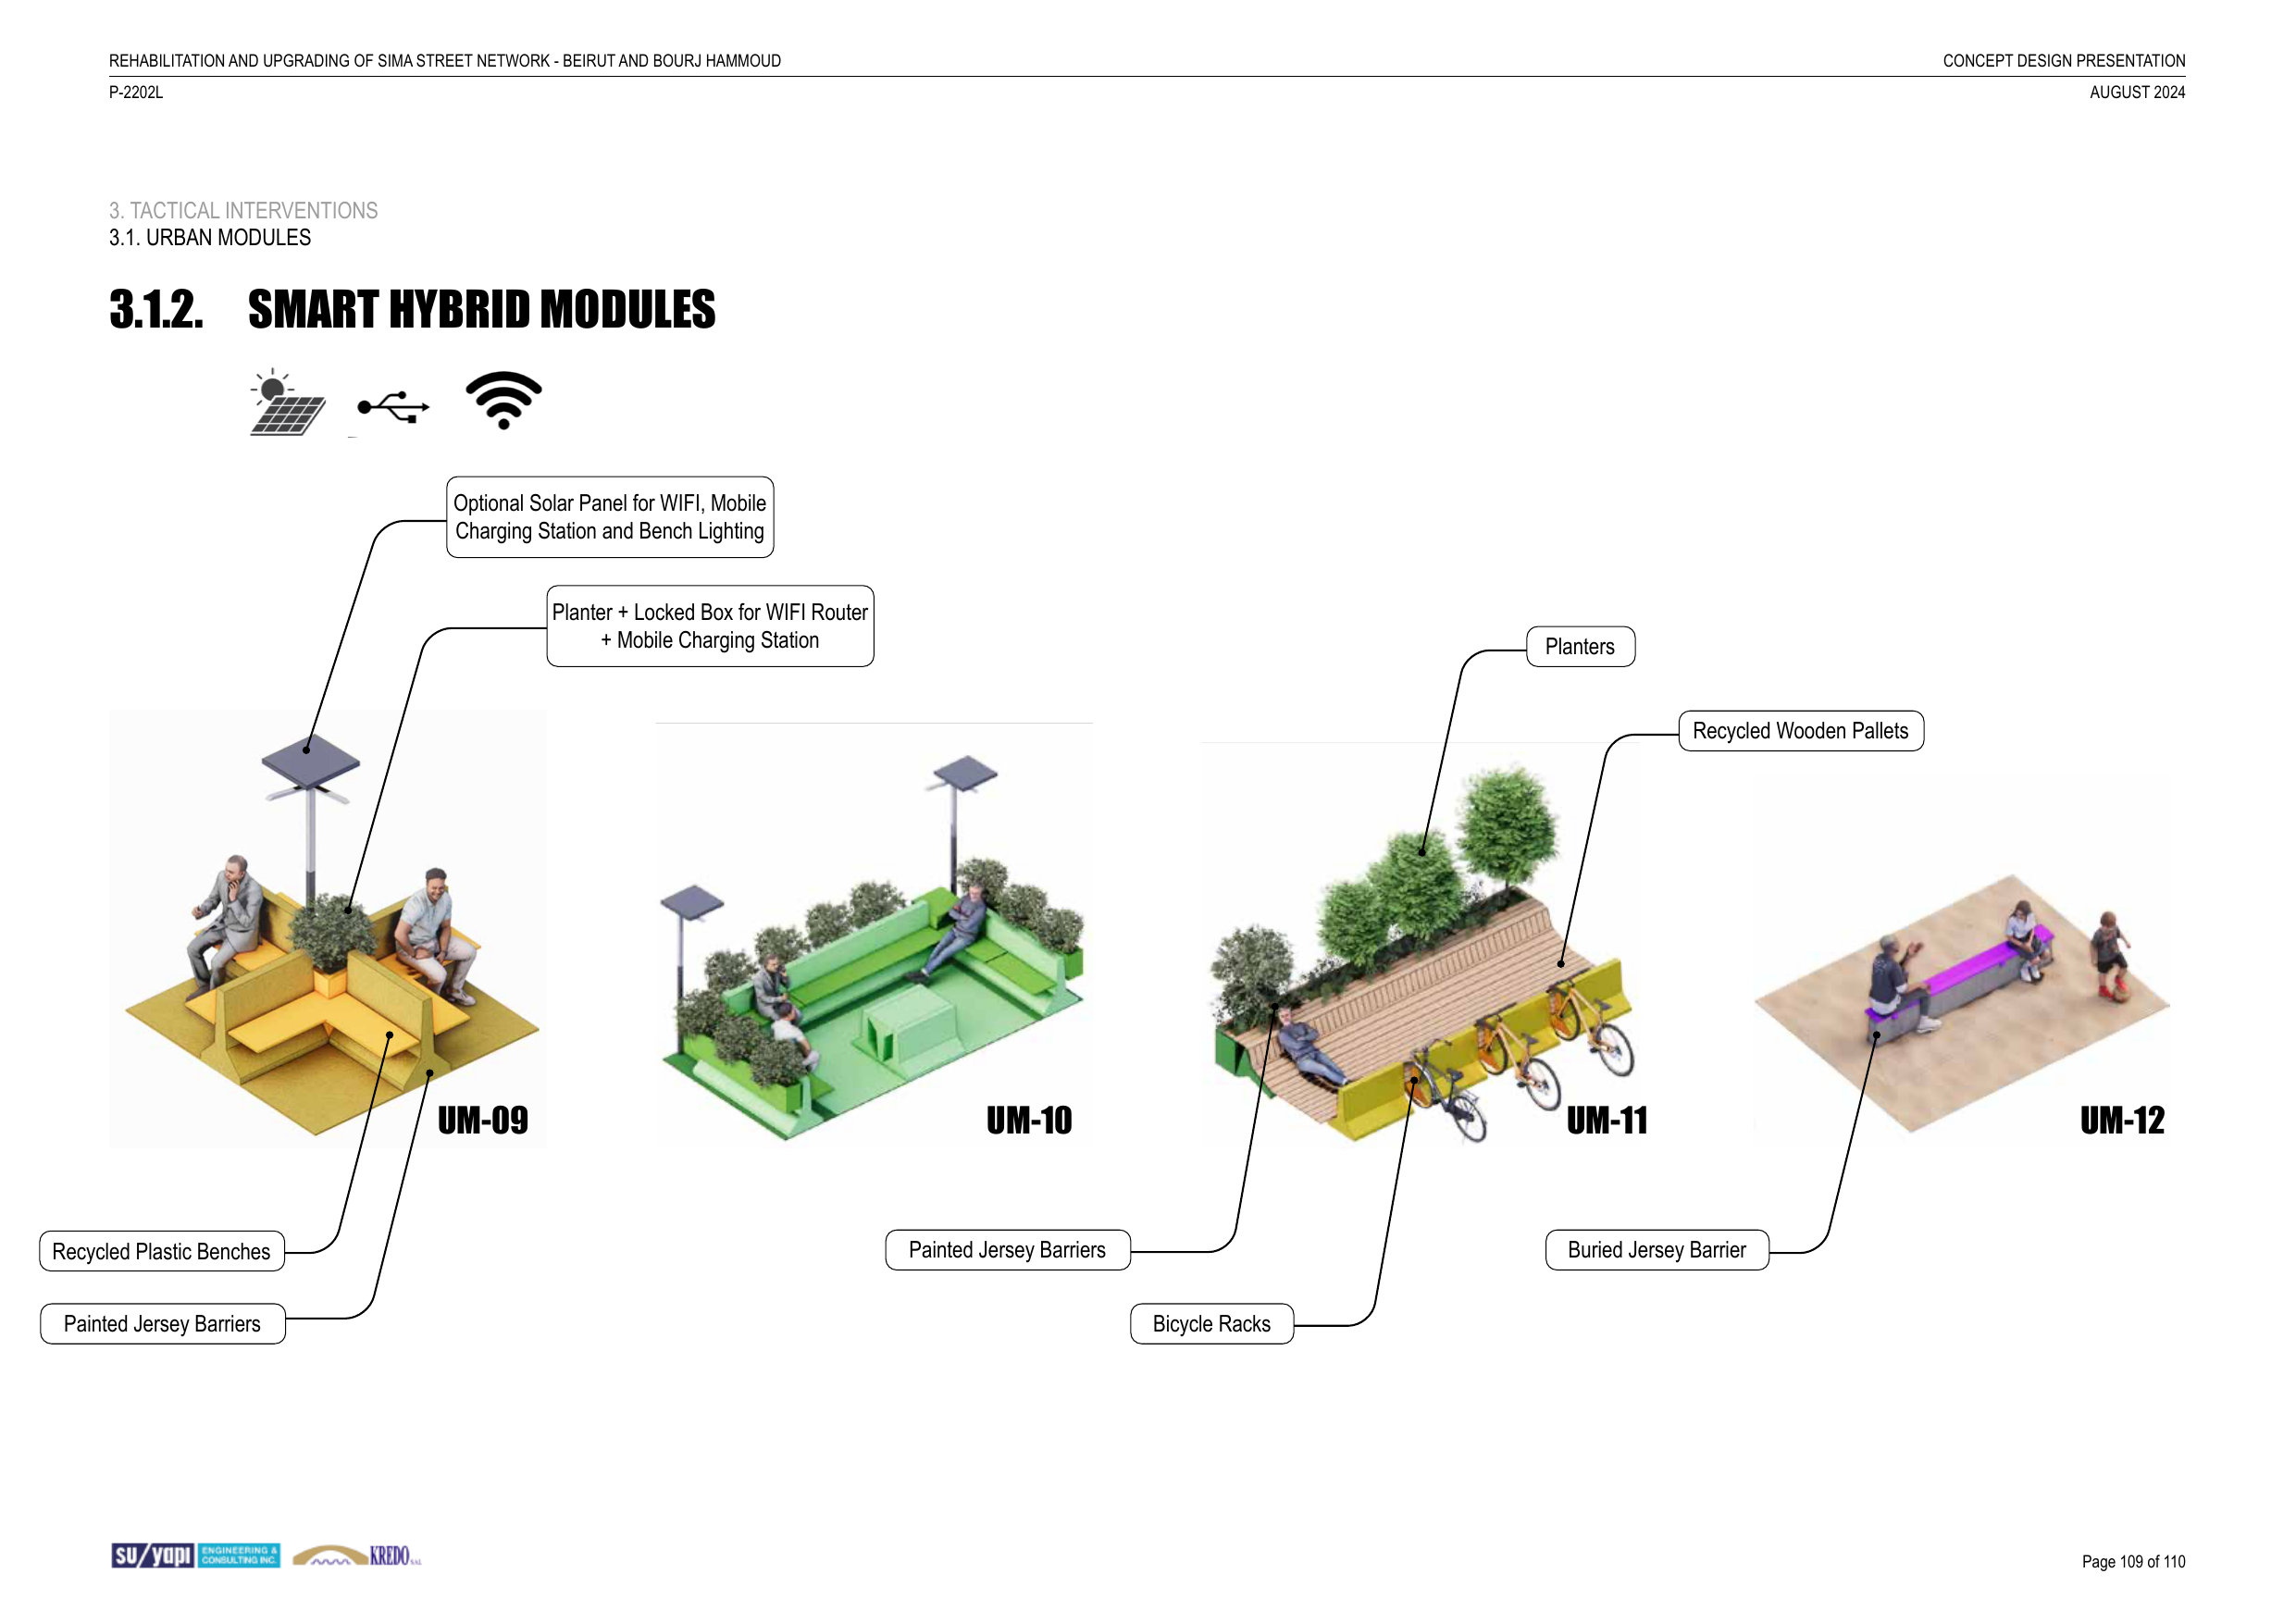 REHABILITATION AND UPGRADING OF SIMA STREET NETWORK - BEIRUT AND BOURJ HAMMOUD
CONCEPT DESIGN PRESENTATION
P-2202L
AUGUST 2024
3. TACTICAL INTERVENTIONS
3.1. URBAN MODULES
3.1.2. SMART HYBRID MODULES
Optional Solar Panel for WIFI, Mobile
Charging Station and Bench Lighting
Planter + Locked Box for WIFI Router
+ Mobile Charging Station
Planters
Recycled Wooden Pallets
UM-09
UM-10
UM-11
UM-12
Recycled Plastic Benches
Painted Jersey Barriers
Buried Jersey Barrier
Painted Jersey Barriers
Bicycle Racks
su/yapi
ENGINEERING &
CONSULTING INC.
KREDO SAL
Page 109 of 110